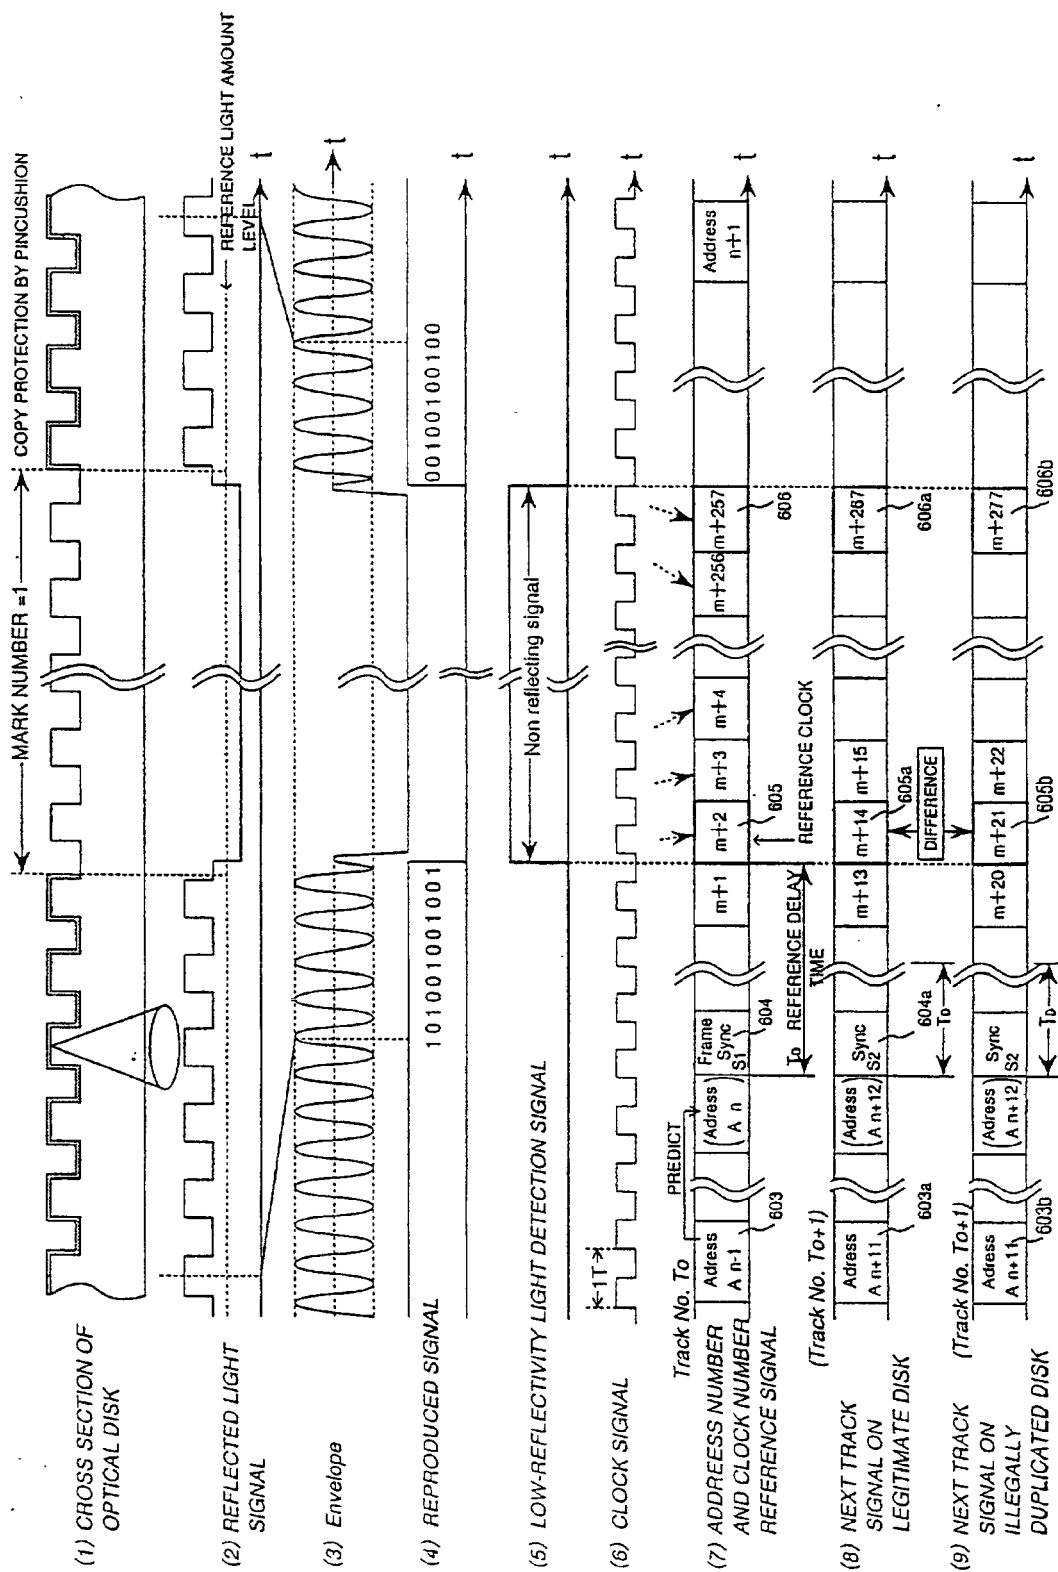 COPY PROTECTION BY PINCUSHION
MARK NUMBER =1
(1) CROSS SECTION OF
OPTICAL DISK
(2) REFLECTED LIGHT
SIGNAL
REFERENCE LIGHT AMOUNT
LEVEL
t
(3) Envelope
t
(4) REPRODUCED SIGNAL
101001001001
00100100100
t
(5) LOW-REFLECTIVITY LIGHT DETECTION SIGNAL
Non reflecting signal
t
(6) CLOCK SIGNAL
1T
t
Track No. To
(7) ADREESS NUMBER
AND CLOCK NUMBER
REFERENCE SIGNAL
PREDICT
Adress
A n-1
603
(Adress
A n)
Frame
Sync
S1
604
m+1
m+2
605
m+3
m+4
m+256
m+257
606
Address
n+1
t
TD REFERENCE DELAY
TIME
REFERENCE CLOCK
(Track No. To+1)
(8) NEXT TRACK
SIGNAL ON
LEGITIMATE DISK
Adress
A n+11
603a
(Adress
A n+12)
Sync
S2
604a
TD
m+13
m+14
605a
m+15
m+267
606a
t
DIFFERENCE
(Track No. To+1)
(9) NEXT TRACK
SIGNAL ON
ILLEGALLY
DUPLICATED DISK
Adress
A n+11
603b
(Adress
A n+12)
Sync
S2
TD
m+20
m+21
605b
m+22
m+277
606b
t